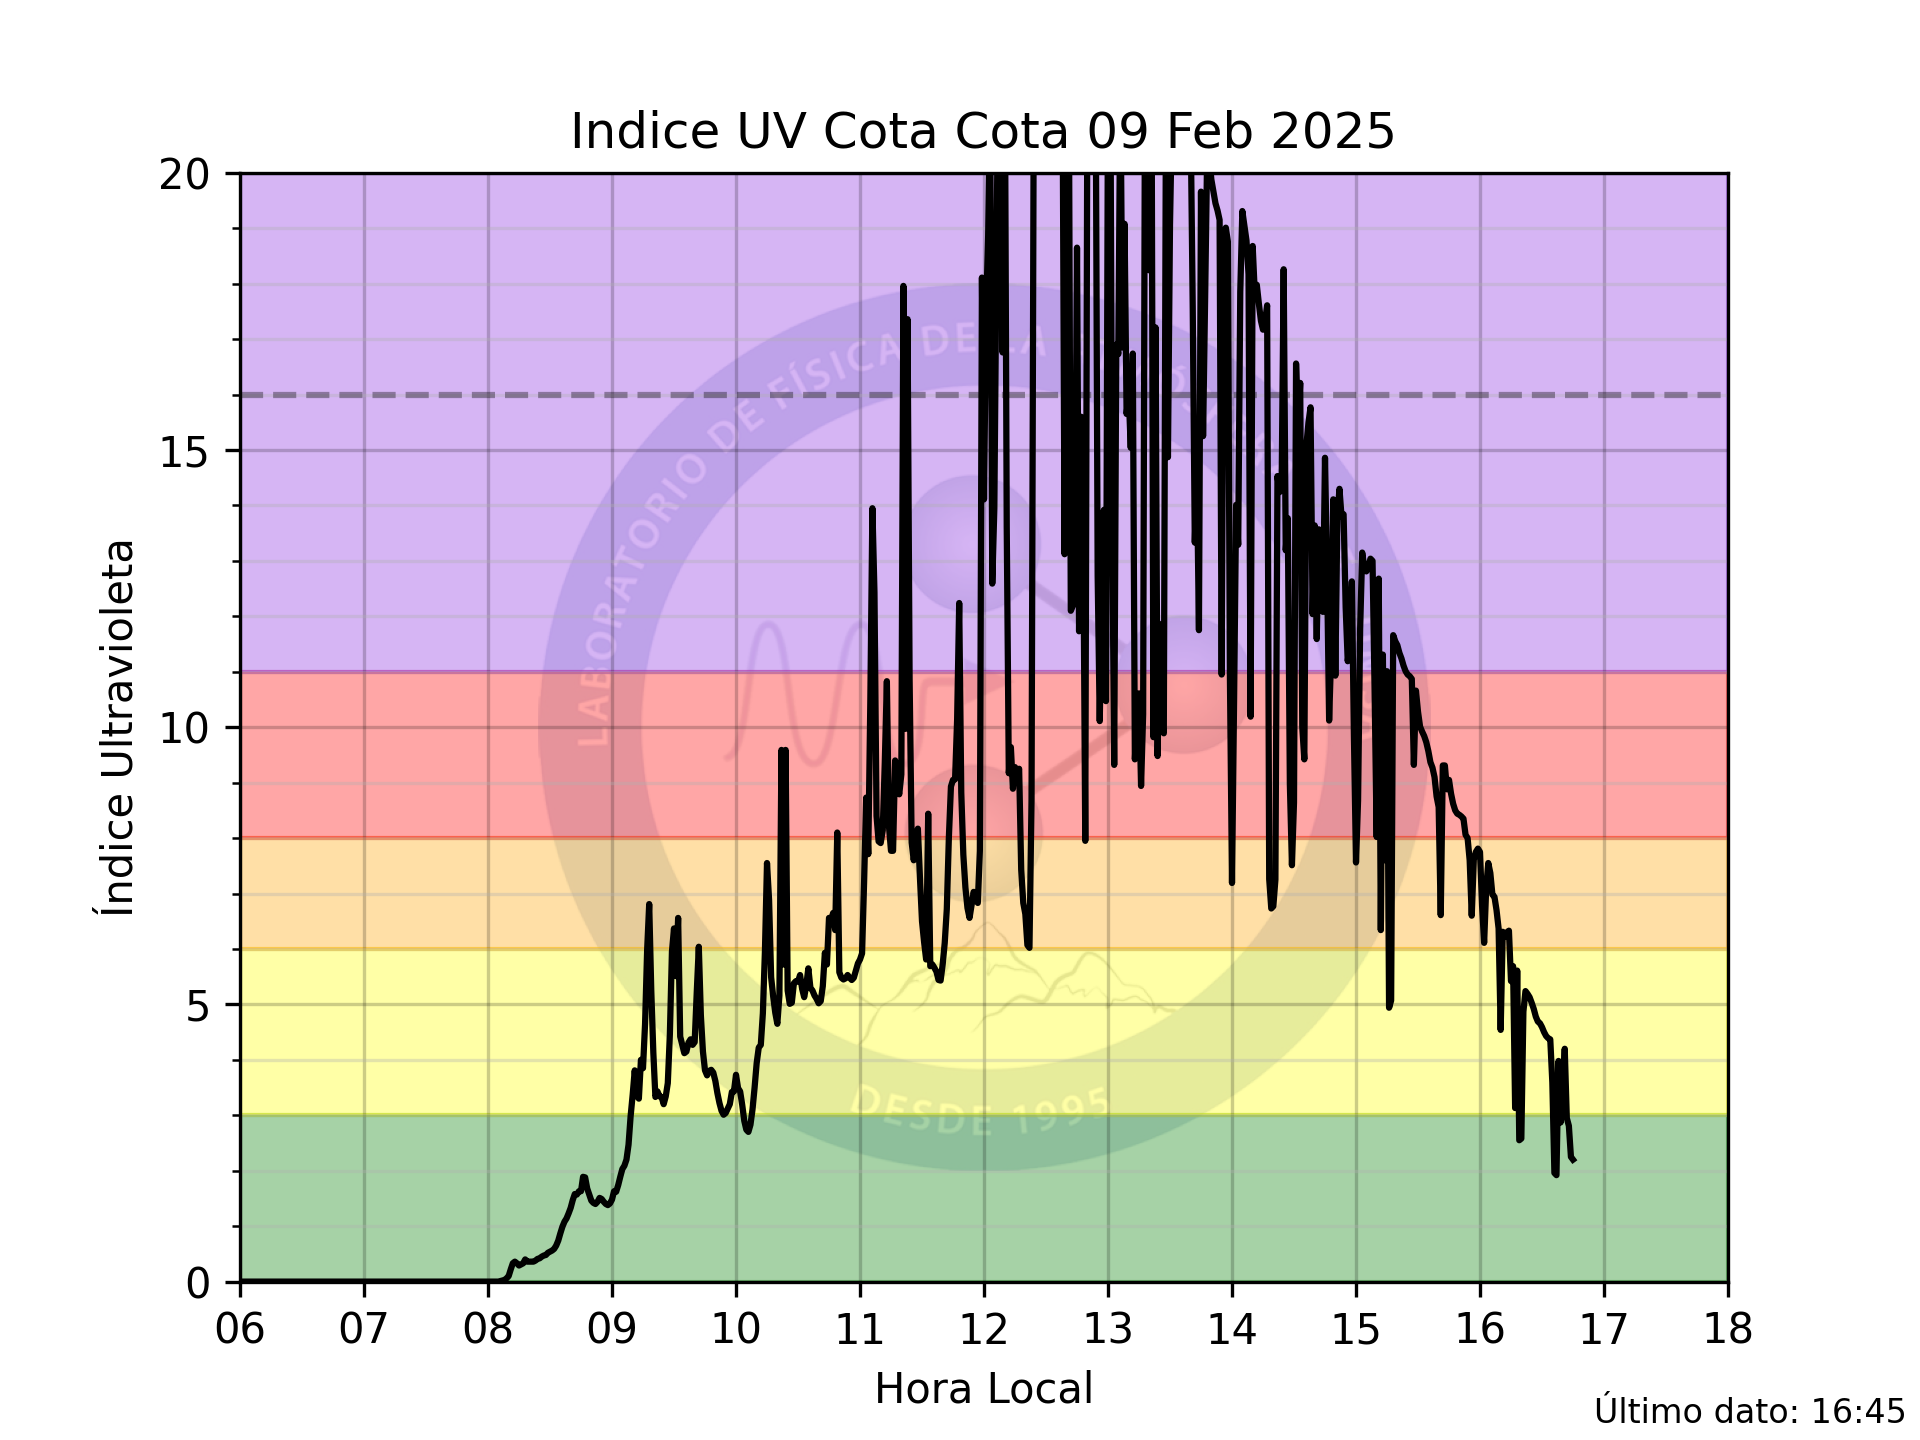 Indice UV Cota Cota 09 Feb 2025
20
15
10
5
0
Índice Ultravioleta
LABORATORIO DE FÍSICA DE LA
DESDE 1995
06 07 08 09 10 11 12 13 14 15 16 17 18
Hora Local
Último dato: 16:45